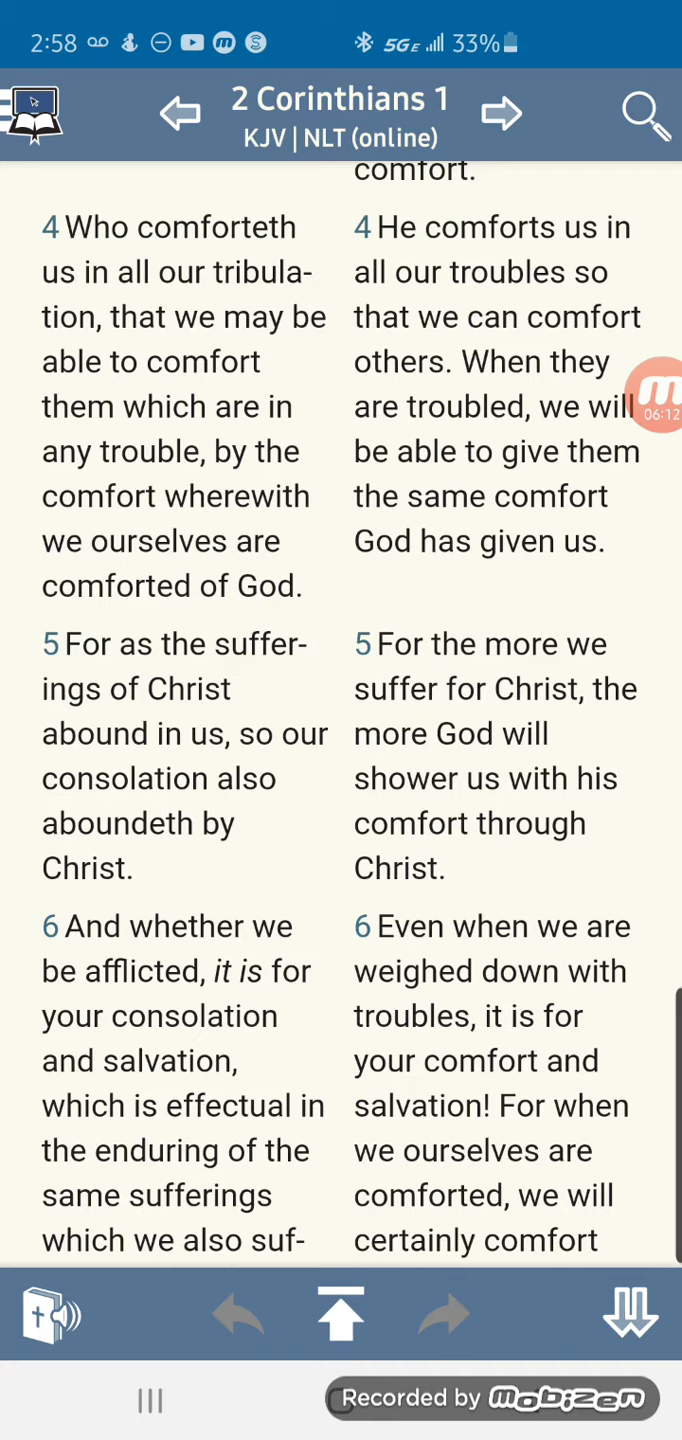 2:58
5GE 33%
2 Corinthians 1
KJV | NLT (online)
4 Who comforteth
us in all our tribula-
tion, that we may be
able to comfort
them which are in
any trouble, by the
comfort wherewith
we ourselves are
comforted of God.
5 For as the suffer-
ings of Christ
abound in us, so our
consolation also
aboundeth by
Christ.
6 And whether we
be afflicted, it is for
your consolation
and salvation,
which is effectual in
the enduring of the
same sufferings
which we also suf-
comfort.
4 He comforts us in
all our troubles so
that we can comfort
others. When they
are troubled, we will
be able to give them
the same comfort
God has given us.
5 For the more we
suffer for Christ, the
more God will
shower us with his
comfort through
Christ.
6 Even when we are
weighed down with
troubles, it is for
your comfort and
salvation! For when
we ourselves are
comforted, we will
certainly comfort
m
06:12
Recorded by mobizen